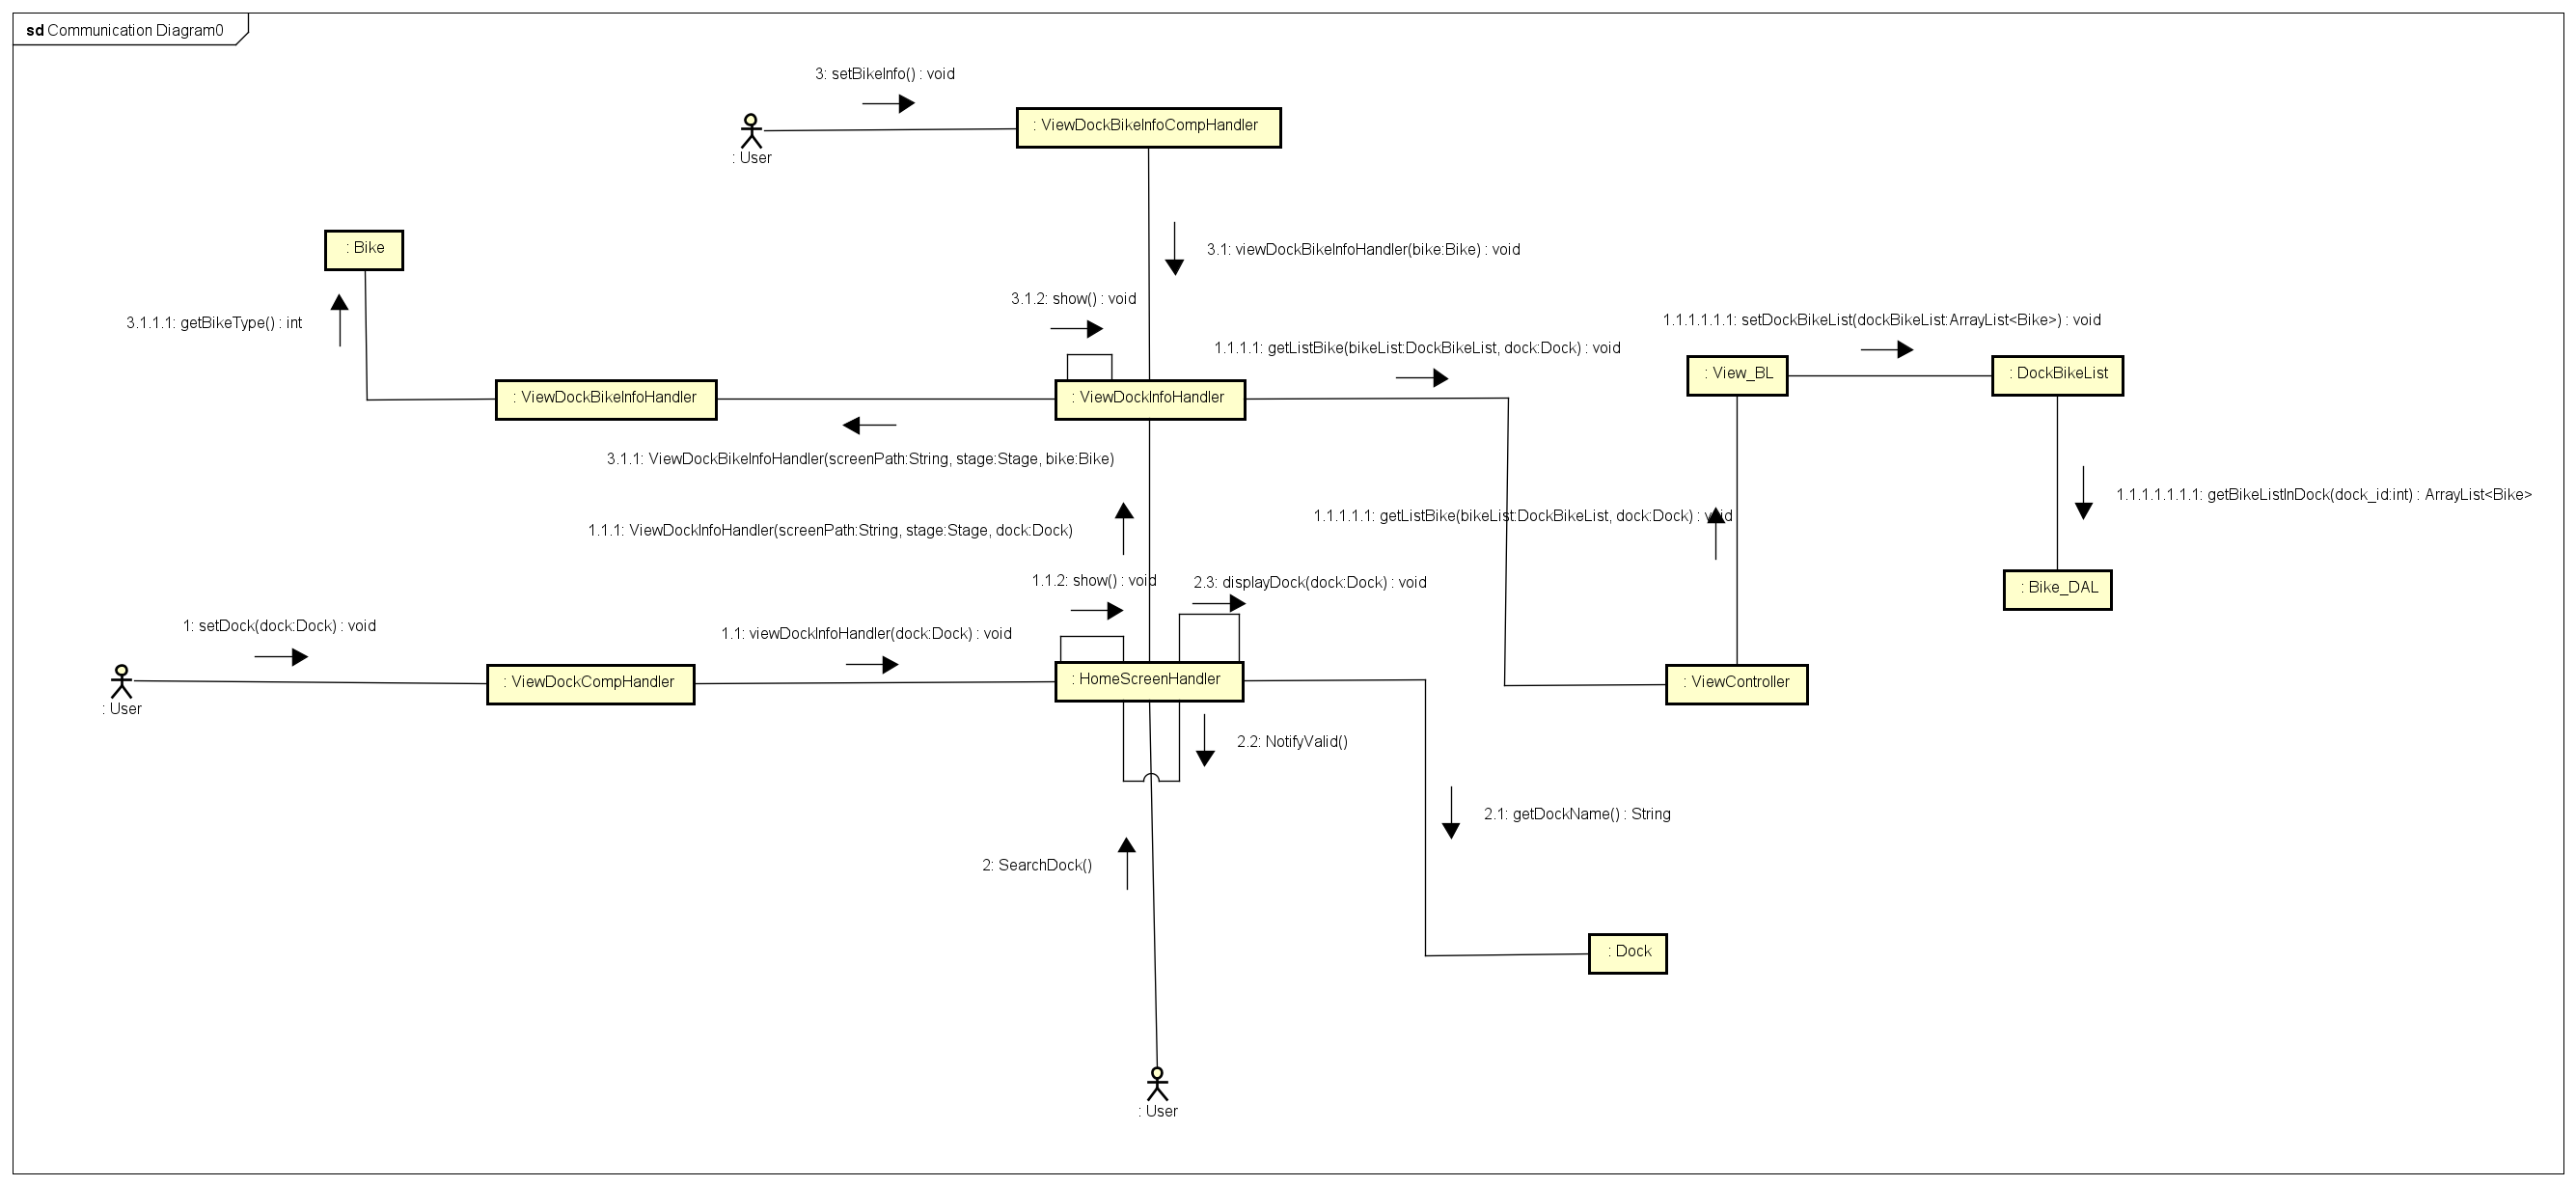 sd Communication Diagram0
3: setBikeInfo() : void
: ViewDockBikeInfoCompHandler
: User
: Bike
3.1: viewDockBikeInfoHandler(bike:Bike) : void
3.1.2: show() : void
3.1.1.1: getBikeType() : int
1.1.1.1.1.1: setDockBikeList(dockBikeList:ArrayList<Bike>) : void
1.1.1.1: getListBike(bikeList:DockBikeList, dock:Dock) : void
: View_BL
: DockBikeList
: ViewDockBikeInfoHandler
: ViewDockInfoHandler
3.1.1: ViewDockBikeInfoHandler(screenPath:String, stage:Stage, bike:Bike)
1.1.1.1.1.1.1: getBikeListInDock(dock_id:int) : ArrayList<Bike>
1.1.1.1.1: getListBike(bikeList:DockBikeList, dock:Dock) : void
1.1.1: ViewDockInfoHandler(screenPath:String, stage:Stage, dock:Dock)
1.1.2: show() : void
2.3: displayDock(dock:Dock) : void
: Bike_DAL
1: setDock(dock:Dock) : void
1.1: viewDockInfoHandler(dock:Dock) : void
: ViewDockCompHandler
: HomeScreenHandler
: ViewController
: User
2.2: NotifyValid()
2.1: getDockName() : String
2: SearchDock()
: Dock
: User